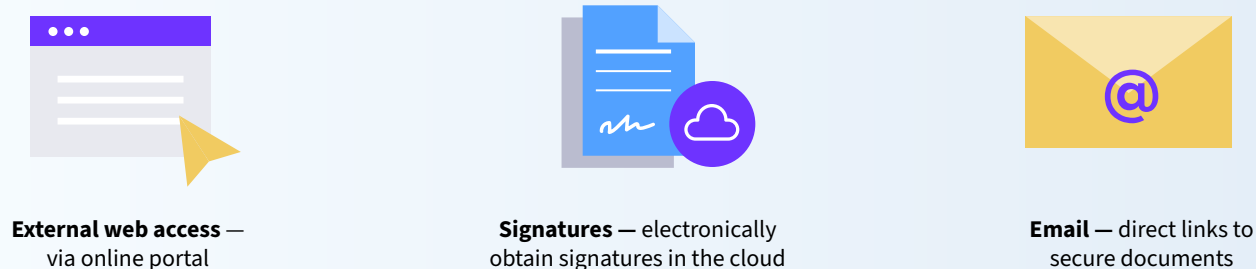 @
External web access —
via online portal
Signatures — electronically
obtain signatures in the cloud
Email — direct links to
secure documents